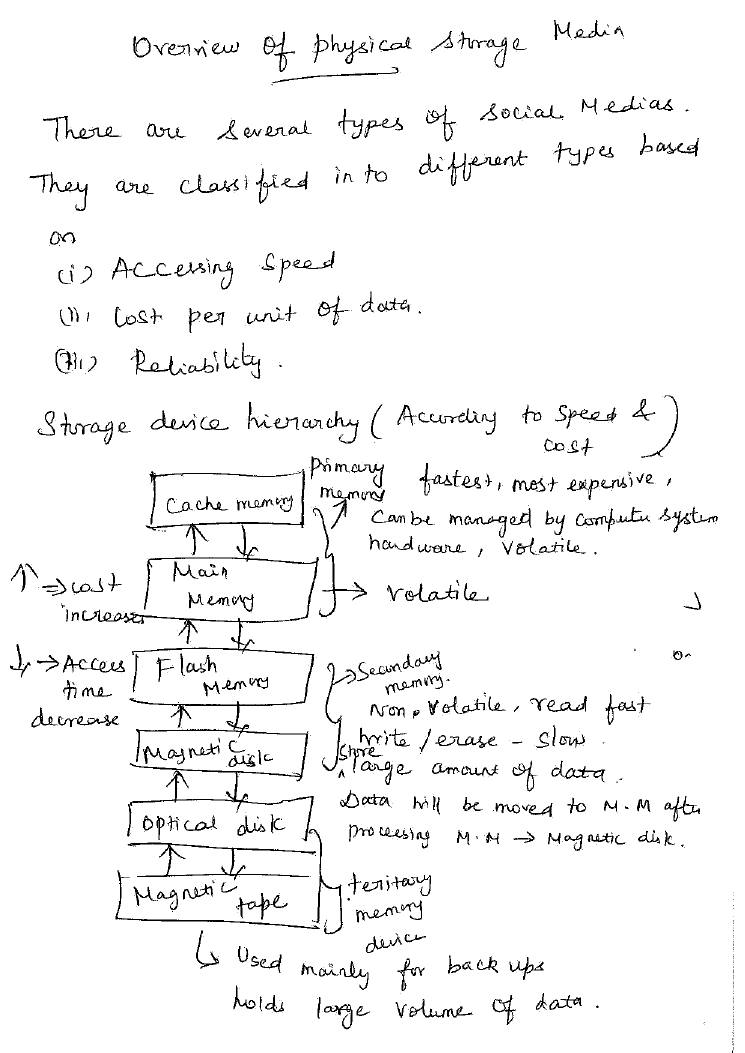 Overview of physical storage Media
There are several types of social Medias.
They are classified in to different types based
on
(i) Accessing speed
(ii) Cost per unit of data.
(iii) Reliability.
Storage device hierarchy (According to speed & cost)
Cache memory
Primary memory
fastest, most expensive,
Can be managed by computer system
hardware, volatile.
Main Memory
→ volatile
↑ ⇒ cost increases
↓ → Access time decrease
Flash Memory
→ Secondary memory.
Non. volatile, read fast
write / erase - slow.
Magnetic disk
Store large amount of data.
Data will be moved to M.M after
processing M.M → Magnetic disk.
Optical disk
Magnetic tape
teritary memory device
Used mainly for back ups
holds large volume of data.